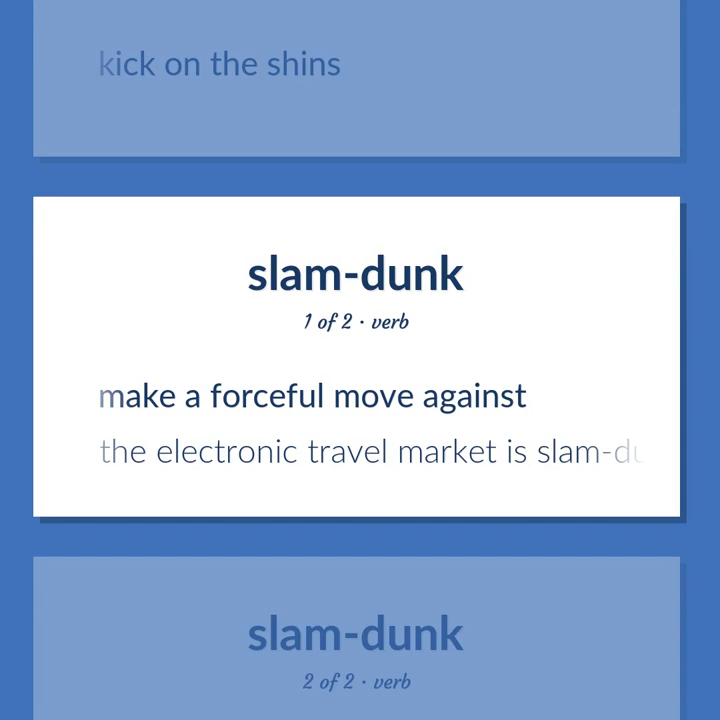 kick on the shins
slam-dunk
1 of 2 · verb
make a forceful move against
the electronic travel market is slam-du
slam-dunk
2 of 2 · verb